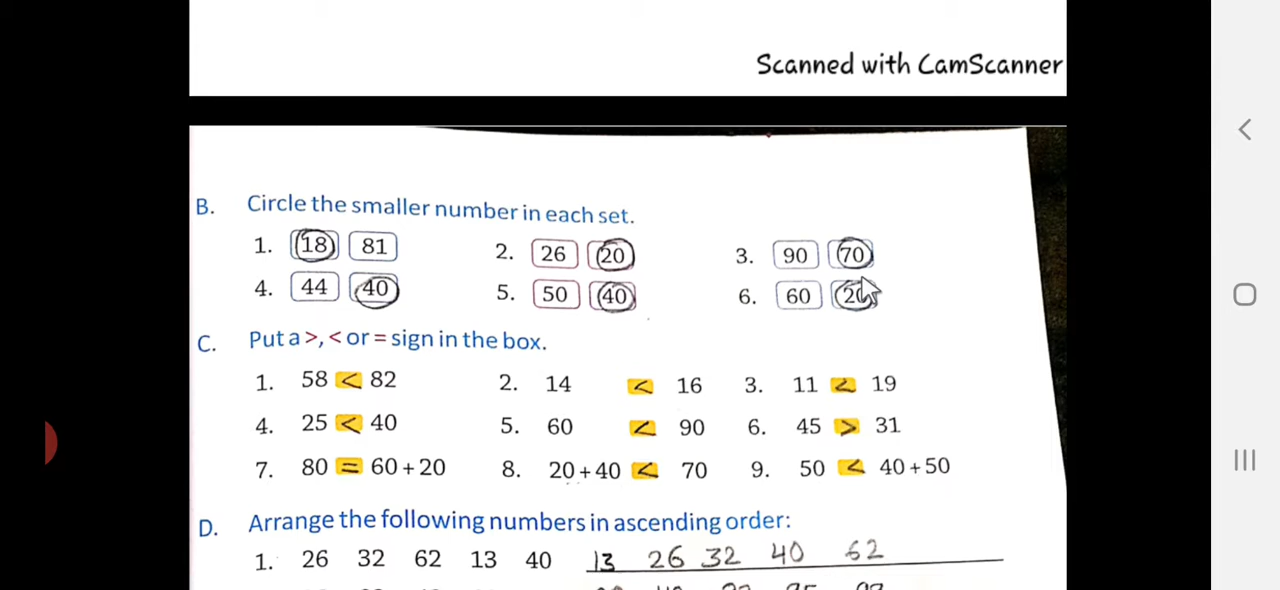 Scanned with CamScanner
B. Circle the smaller number in each set.
1. 18 81 2. 26 20 3. 90 70
4. 44 40 5. 50 40 6. 60
C. Put a >, < or = sign in the box.
1. 58 < 82 2. 14 < 16 3. 11 < 19
4. 25 < 40 5. 60 < 90 6. 45 > 31
7. 80 = 60 + 20 8. 20 + 40 < 70 9. 50 < 40 + 50
D. Arrange the following numbers in ascending order:
1. 26 32 62 13 40 13 26 32 40 62